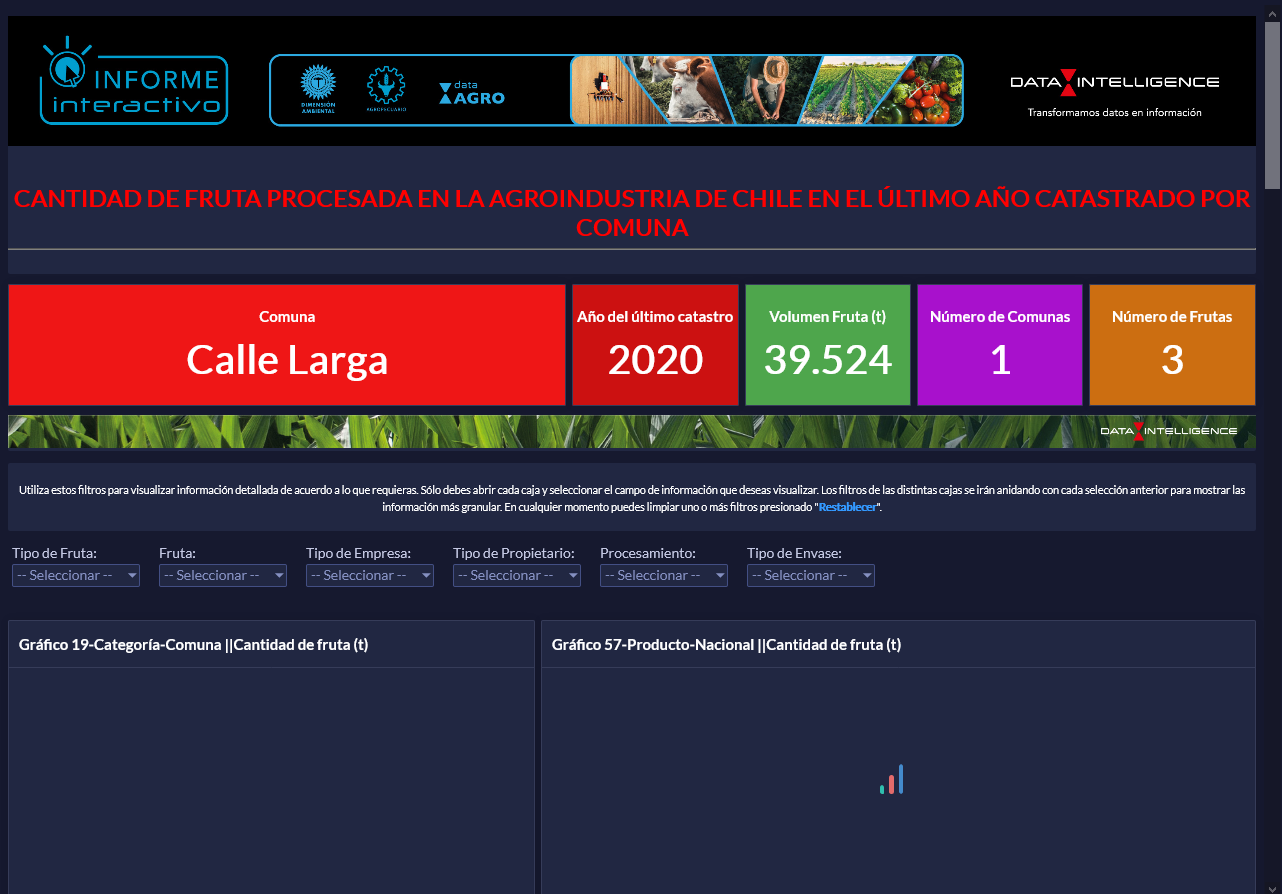 INFORME
interactivo
DIMENSIÓN
AMBIENTAL
AGROPECUARIO
data
AGRO
DATA INTELLIGENCE
Transformamos datos en información
CANTIDAD DE FRUTA PROCESADA EN LA AGROINDUSTRIA DE CHILE EN EL ÚLTIMO AÑO CATASTRADO POR
COMUNA
Comuna
Calle Larga
Año del último catastro
2020
Volumen Fruta (t)
39.524
Número de Comunas
1
Número de Frutas
3
DATA INTELLIGENCE
Utiliza estos filtros para visualizar información detallada de acuerdo a lo que requieras. Sólo debes abrir cada caja y seleccionar el campo de información que deseas visualizar. Los filtros de las distintas cajas se irán anidando con cada selección anterior para mostrar las
información más granular. En cualquier momento puedes limpiar uno o más filtros presionado "Restablecer".
Tipo de Fruta:
-- Seleccionar --
Fruta:
-- Seleccionar --
Tipo de Empresa:
-- Seleccionar --
Tipo de Propietario:
-- Seleccionar --
Procesamiento:
-- Seleccionar --
Tipo de Envase:
-- Seleccionar --
Gráfico 19-Categoría-Comuna ||Cantidad de fruta (t)
Gráfico 57-Producto-Nacional ||Cantidad de fruta (t)